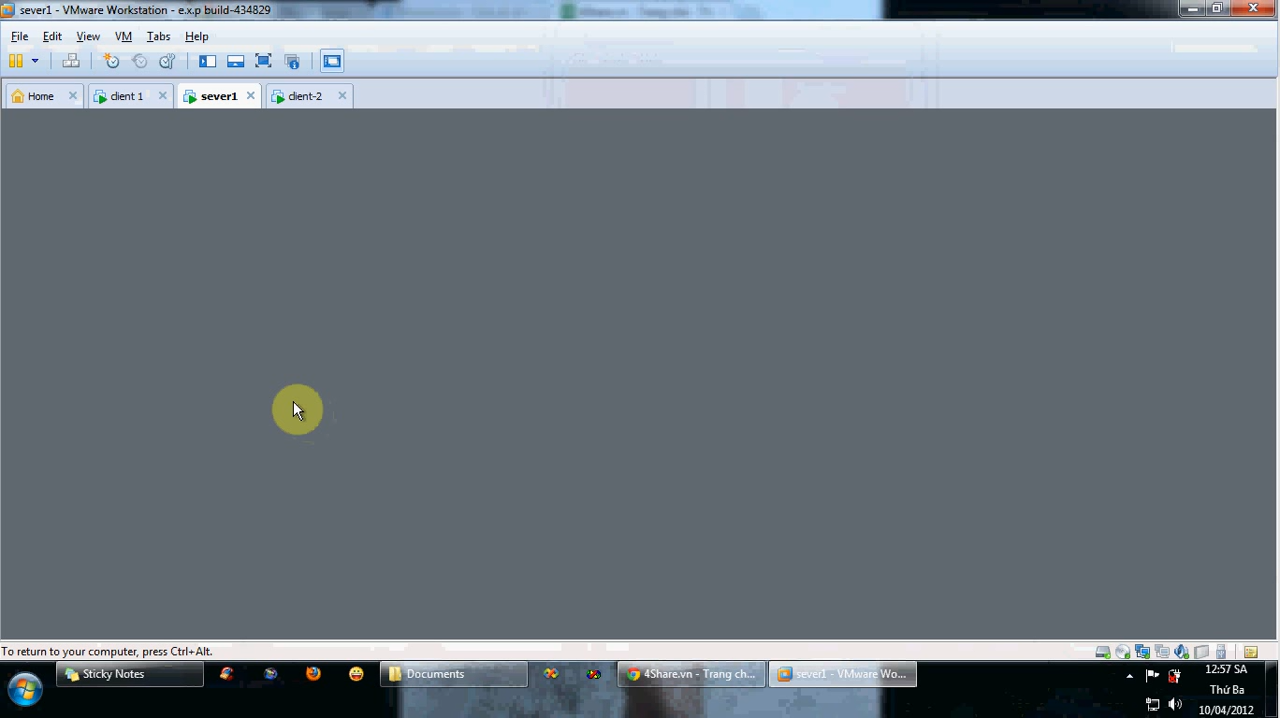 sever1 - VMware Workstation - e.x.p build-434829
File Edit View VM Tabs Help
Home client 1 sever1 client-2
To return to your computer, press Ctrl+Alt.
Sticky Notes Documents 4Share.vn - Trang ch... sever1 - VMware Wo...
12:57 SA
Thứ Ba
10/04/2012